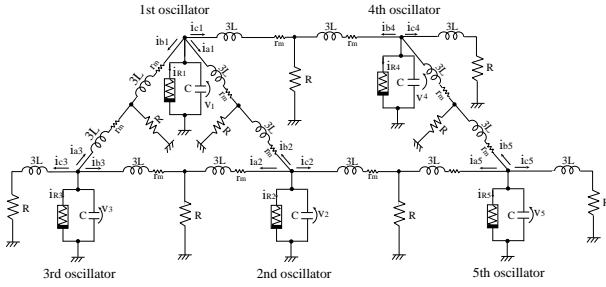 1st oscillator
4th oscillator
ic1 3L rm 3L rm ib4 ic4 3L
ib1 ia1
3L iR1 C v1 3L rm
R
iR4 C v4 3L rm
R
rm R R
3L rm ib2 ib5
ia3
3L ic3 ib3 3L rm rm 3L ia2 ic2 3L rm rm 3L ia5 ic5 3L
R iR3 C v3 R iR2 C v2 R iR5 C v5 R
3rd oscillator
2nd oscillator
5th oscillator